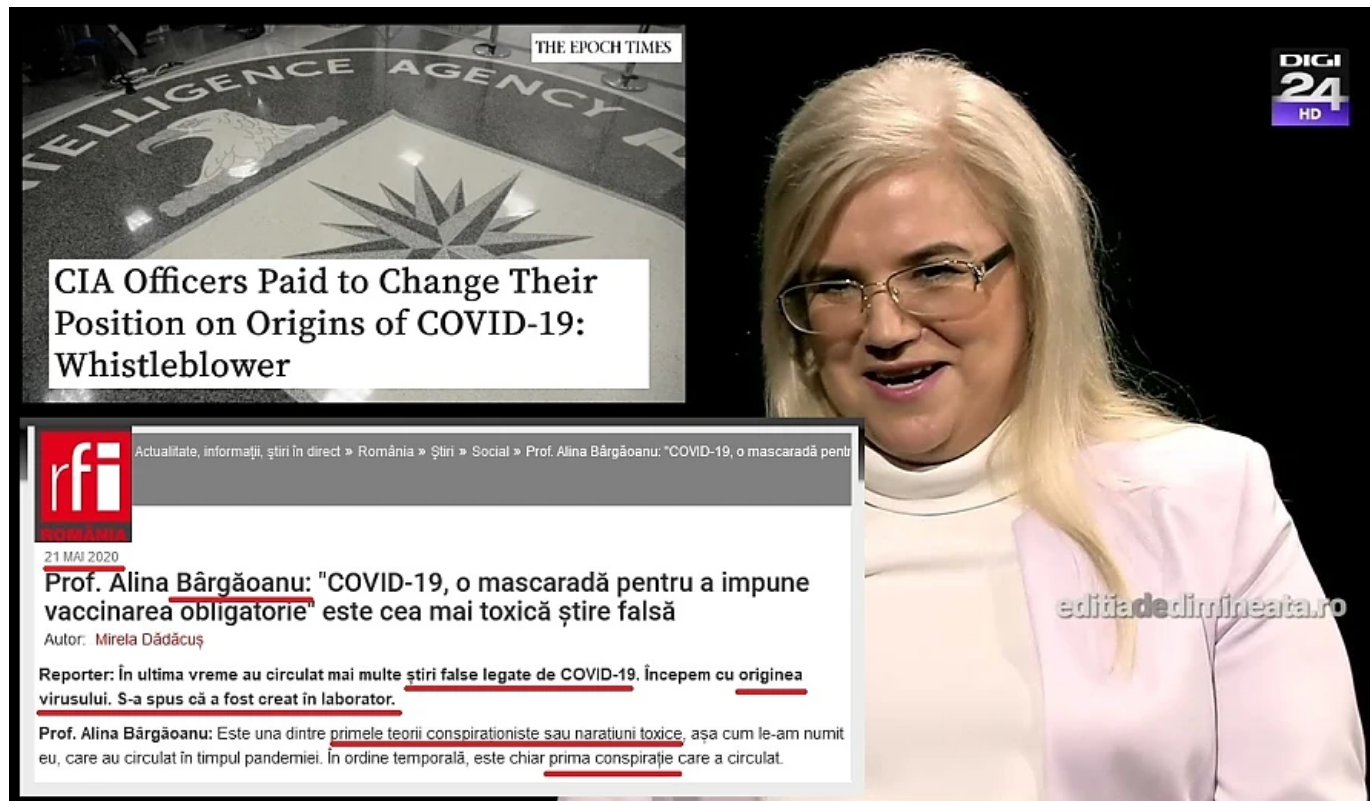 THE EPOCH TIMES
TELLIGENCE AGENCY
CIA Officers Paid to Change Their
Position on Origins of COVID-19:
Whistleblower
DIGI
24
HD
rfi
ROMÂNIA
Actualitate, informații, știri în direct » România » Știri » Social » Prof. Alina Bârgăoanu: "COVID-19, o mascaradă pentr
21 MAI 2020
Prof. Alina Bârgăoanu: "COVID-19, o mascaradă pentru a impune
vaccinarea obligatorie" este cea mai toxică știre falsă
Autor: Mirela Dădăcuș
Reporter: În ultima vreme au circulat mai multe știri false legate de COVID-19. Începem cu originea
virusului. S-a spus că a fost creat în laborator.
Prof. Alina Bârgăoanu: Este una dintre primele teorii conspiraționiste sau narațiuni toxice, așa cum le-am numit
eu, care au circulat în timpul pandemiei. În ordine temporală, este chiar prima conspirație care a circulat.
editiadedimineata.ro